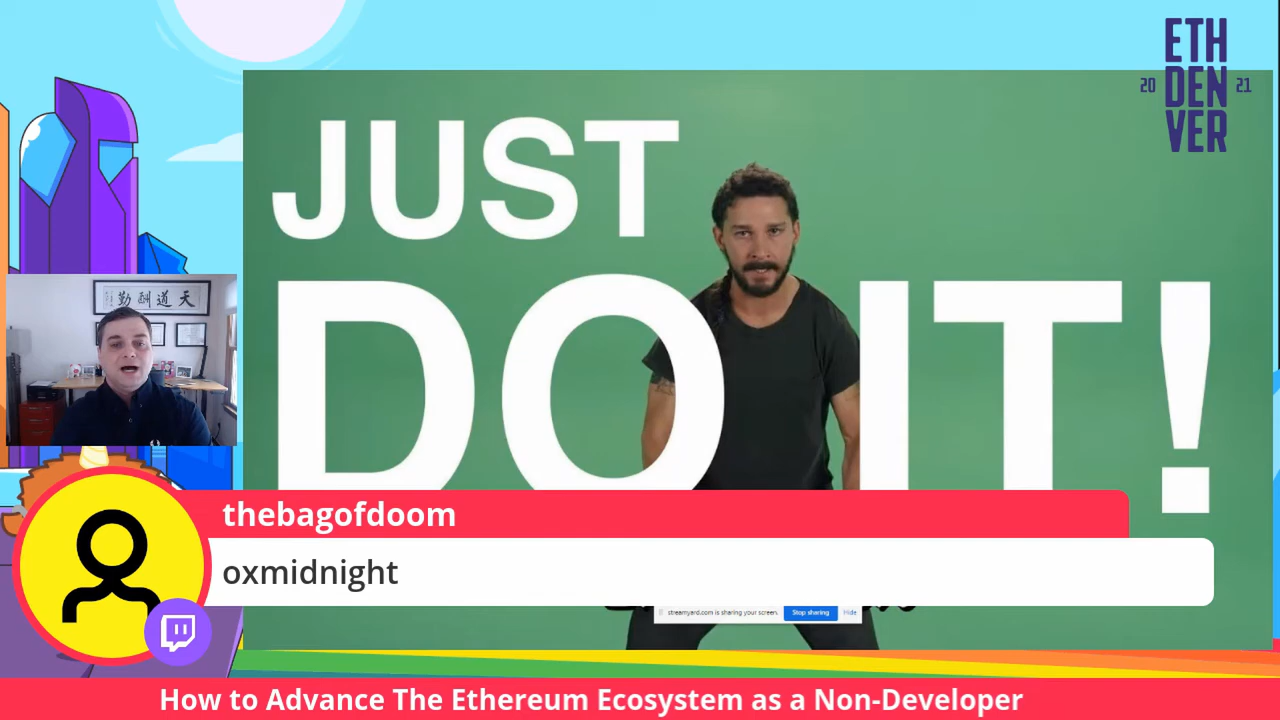 ETH
20 DEN 21
VER
JUST
DO IT!
天道酬勤
thebagofdoom
oxmidnight
streamyard.com is sharing your screen.
Stop sharing
Hide
How to Advance The Ethereum Ecosystem as a Non-Developer